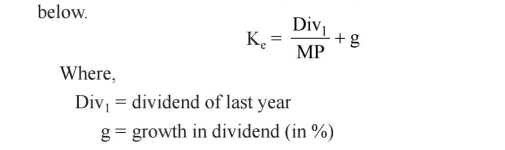 below.
Kₑ = Div₁/MP + g
Where,
Div₁ = dividend of last year
g = growth in dividend (in %)